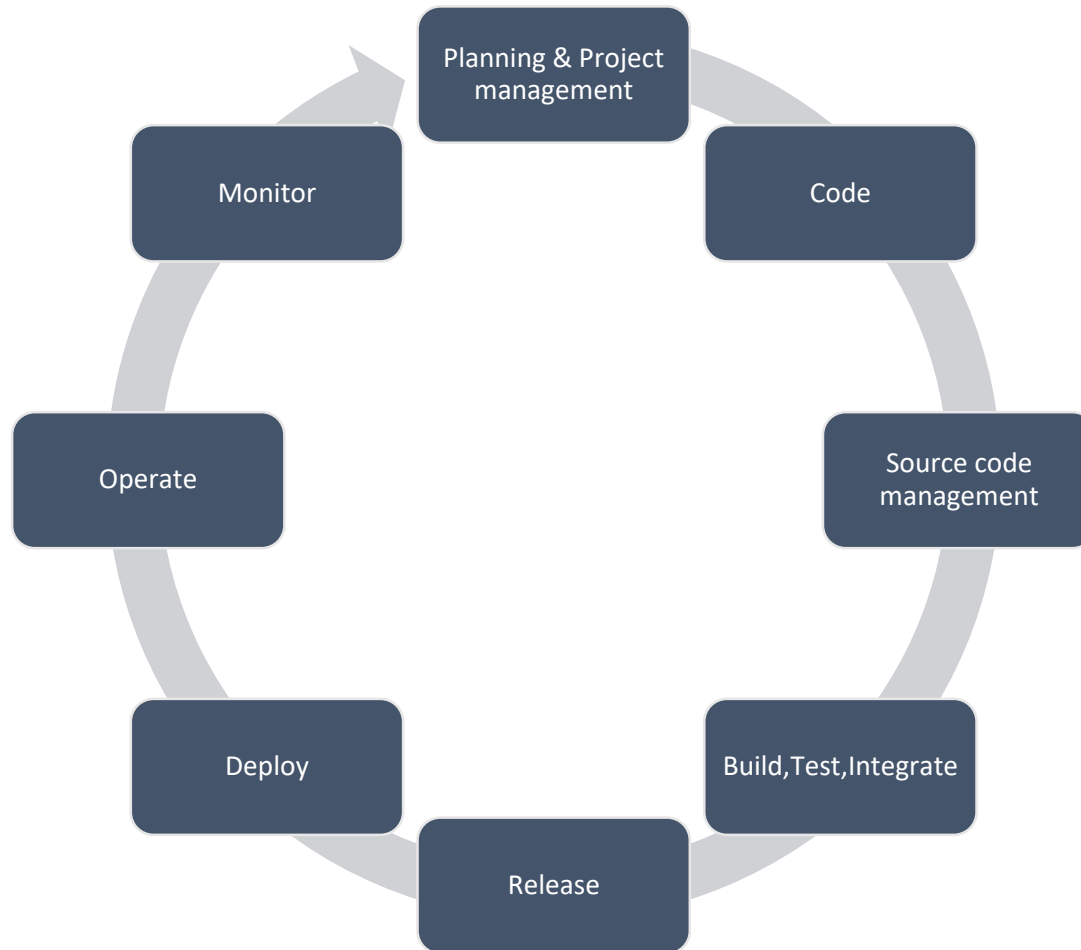 Planning & Project
management
Code
Source code
management
Build,Test,Integrate
Release
Deploy
Operate
Monitor